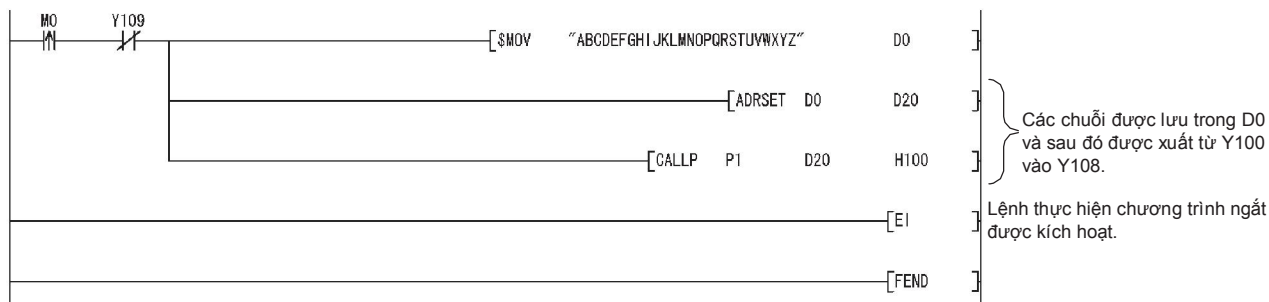 M0 Y109
[$MOV "ABCDEFGHIJKLMNOPQRSTUVWXYZ" D0 ]
[ADRSET D0 D20 ]
[CALLP P1 D20 H100 ]
Các chuỗi được lưu trong D0
và sau đó được xuất từ Y100
vào Y108.
[EI ]
Lệnh thực hiện chương trình ngắt
được kích hoạt.
[FEND ]